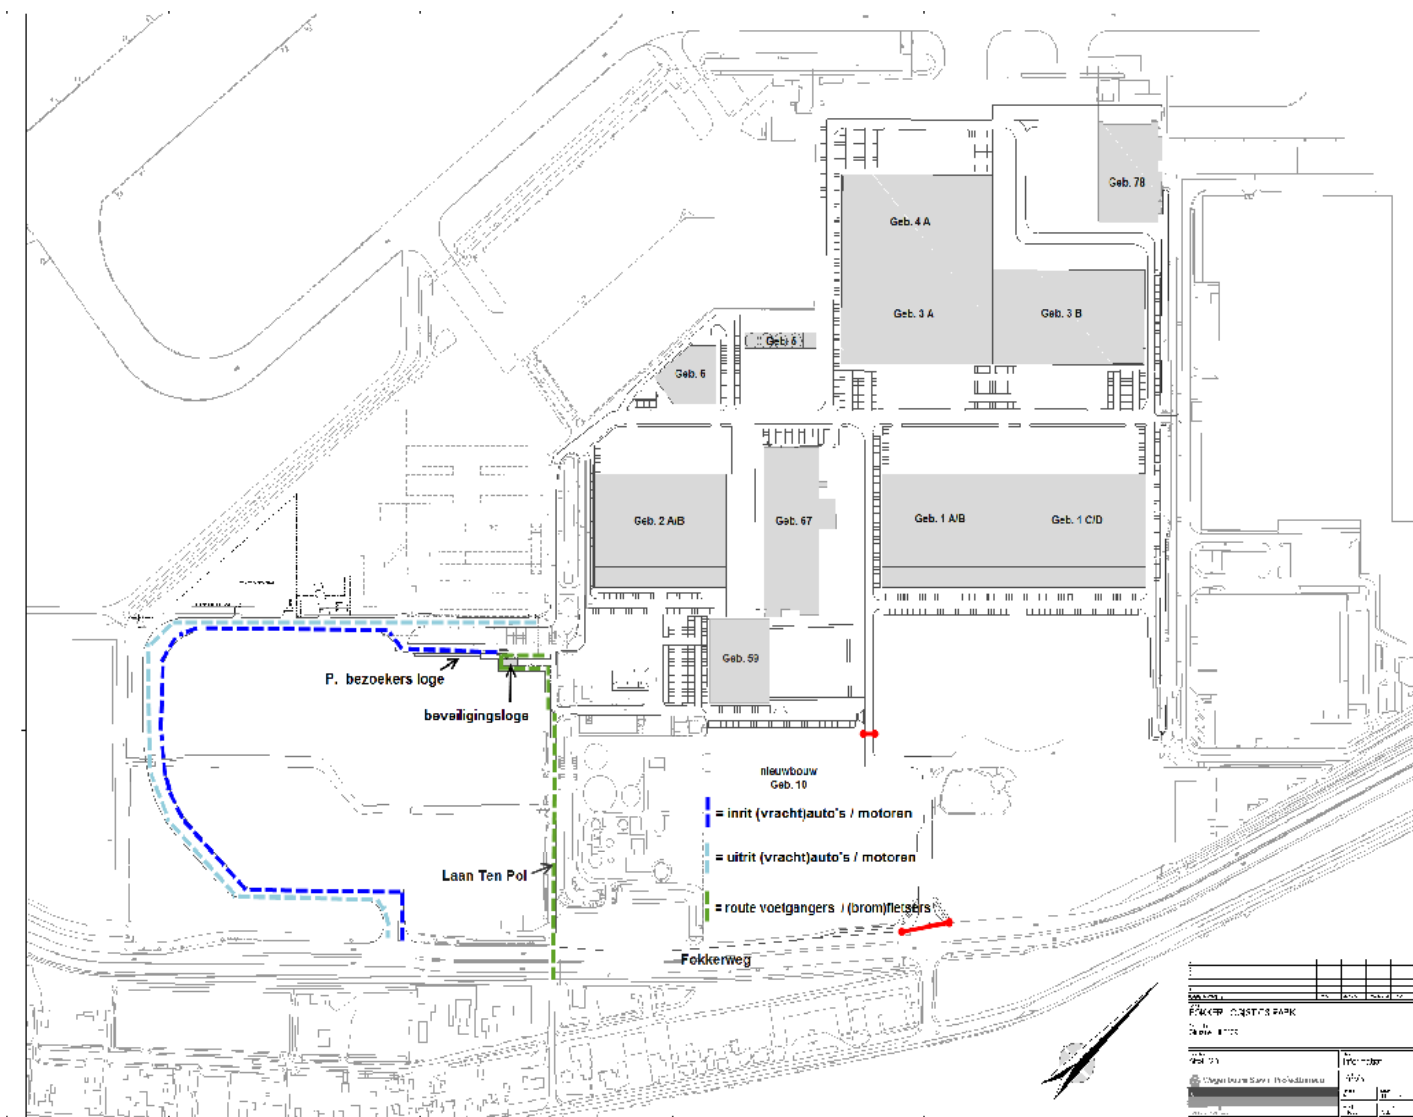 Geb. 78
Geb. 4 A
Geb. 3 A
Geb. 3 B
Geb. 5
Geb. 6
Geb. 2 A/B
Geb. 67
Geb. 1 A/B
Geb. 1 C/D
Geb. 59
P. bezoekers loge
beveiligingsloge
nieuwbouw
Geb. 10
= inrit (vracht)auto's / motoren
= uitrit (vracht)auto's / motoren
Laan Ten Pol
= route voetgangers / (brom)fietsers
Fokkerweg